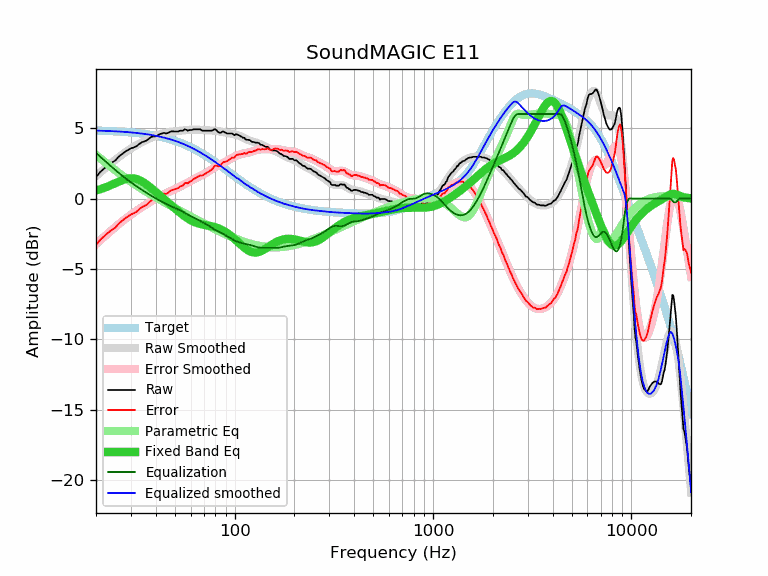 SoundMAGIC E11
Amplitude (dBr)
5
0
−5
−10
−15
−20
Target
Raw Smoothed
Error Smoothed
Raw
Error
Parametric Eq
Fixed Band Eq
Equalization
Equalized smoothed
100
1000
10000
Frequency (Hz)